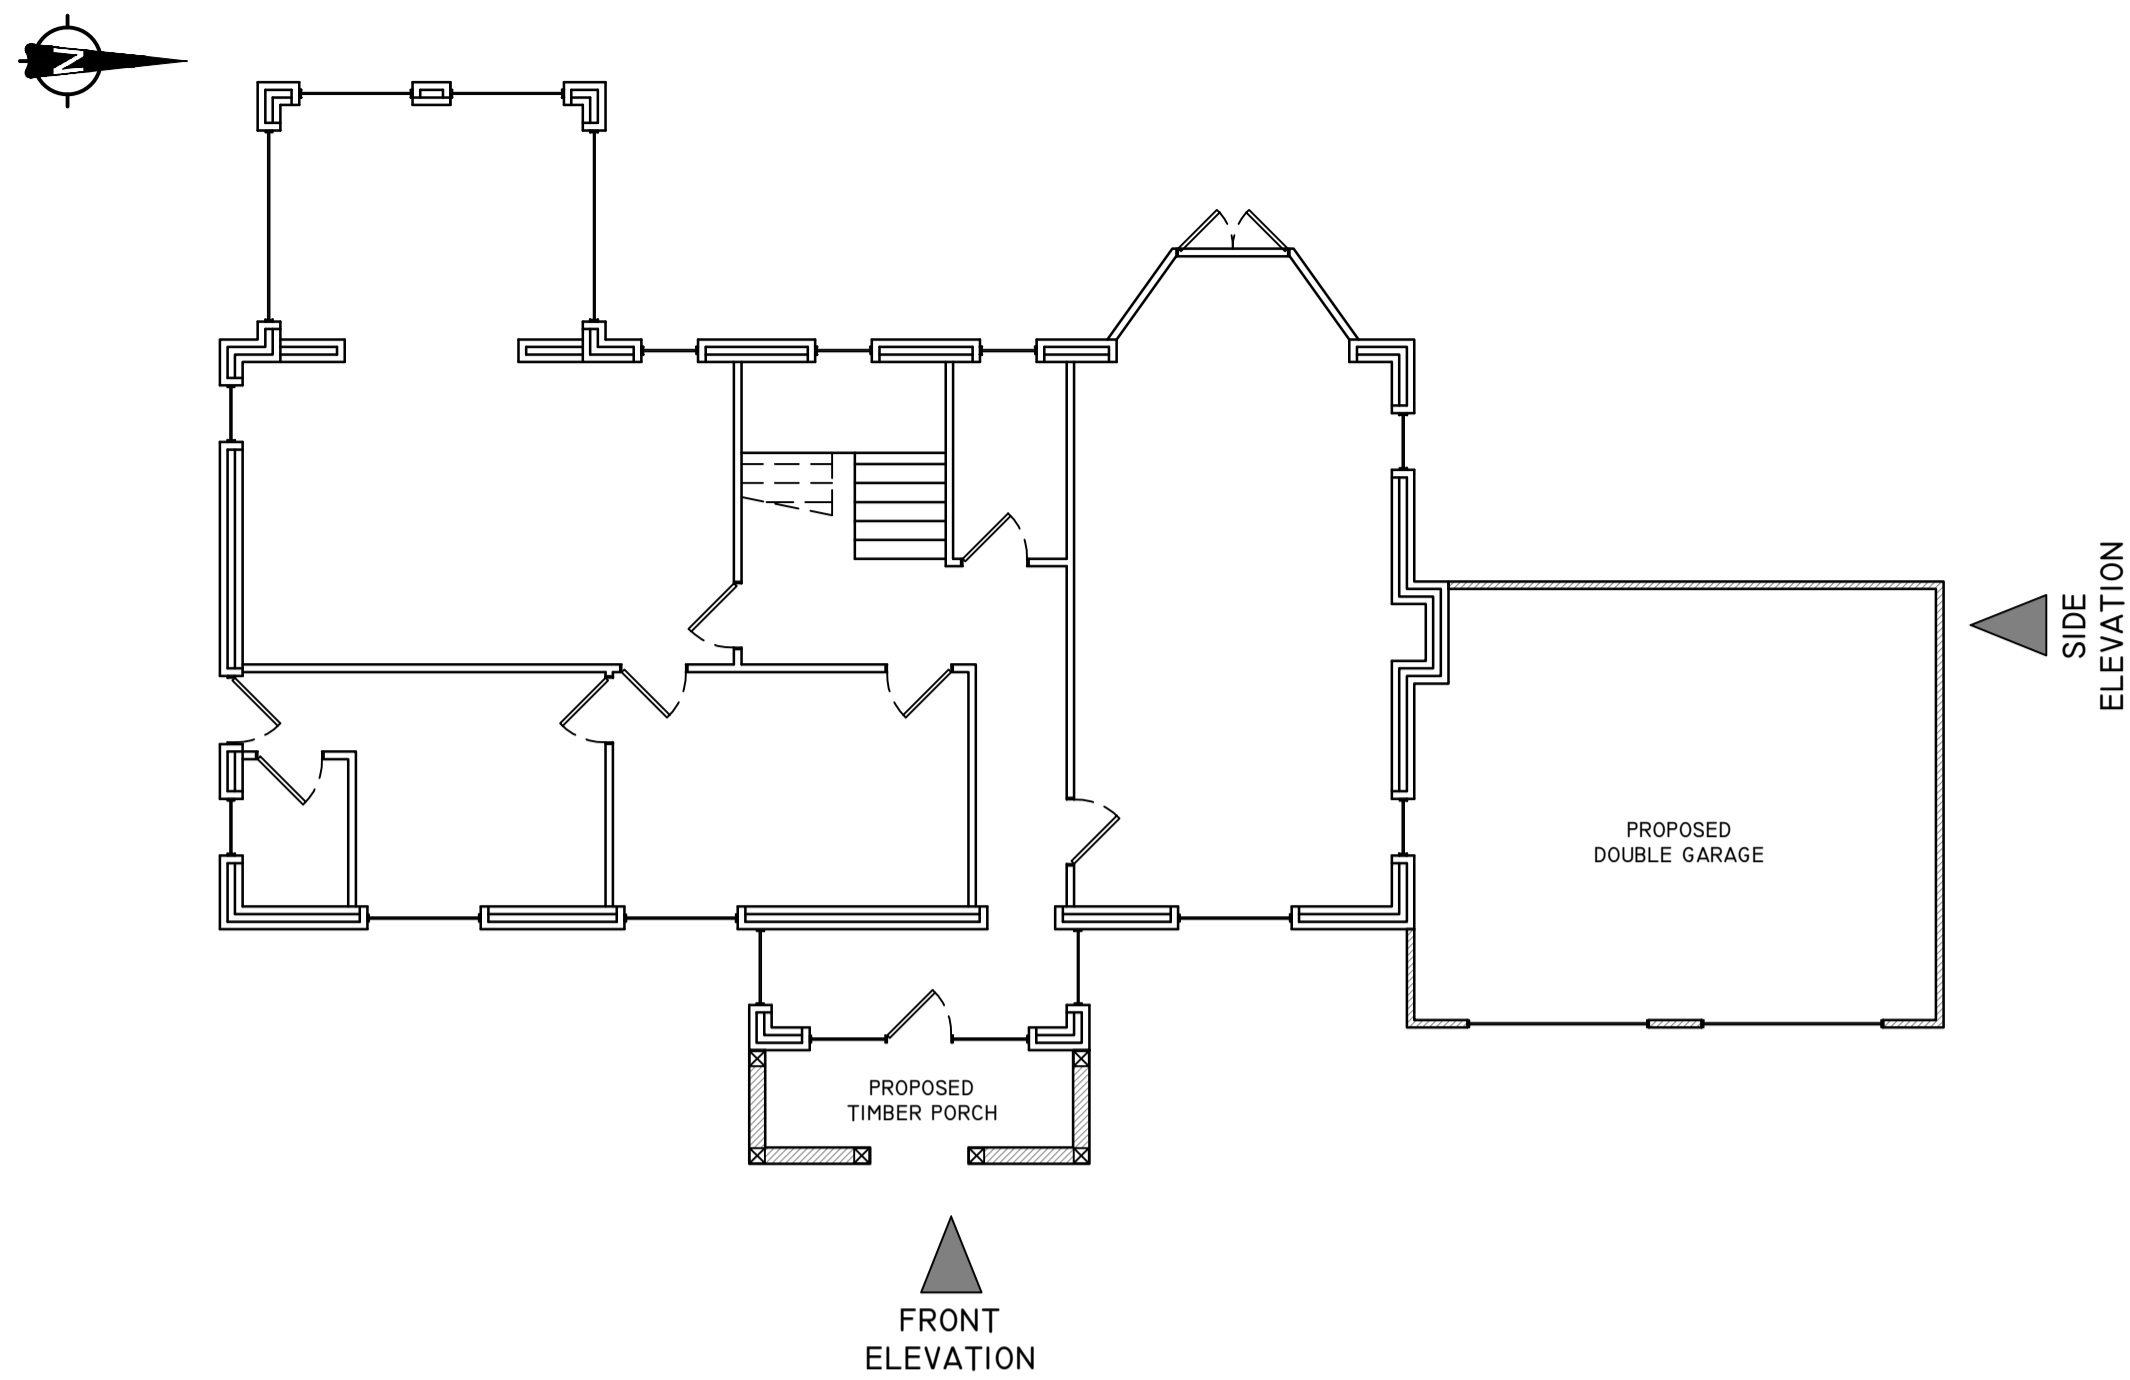 N
SIDE
ELEVATION
PROPOSED
DOUBLE GARAGE
PROPOSED
TIMBER PORCH
FRONT
ELEVATION